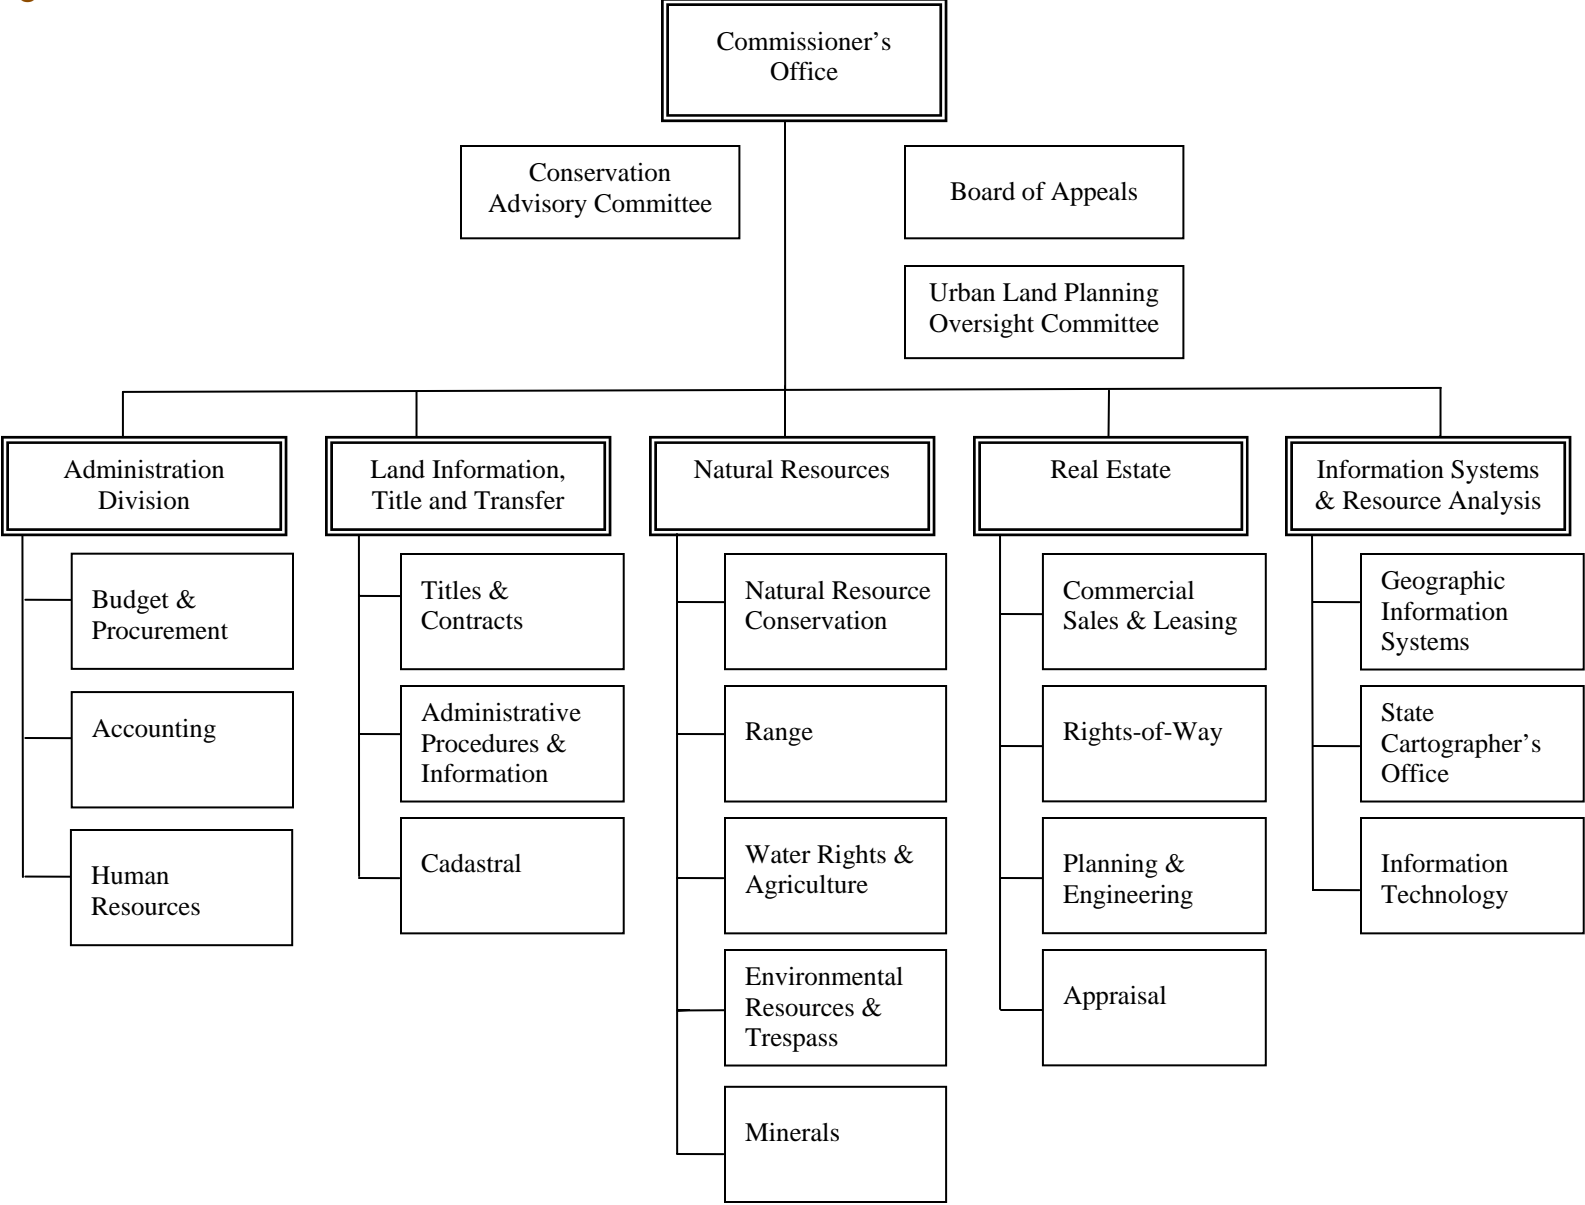 Commissioner’s
Office
Conservation
Advisory Committee
Board of Appeals
Urban Land Planning
Oversight Committee
Administration
Division
Land Information,
Title and Transfer
Natural Resources
Real Estate
Information Systems
& Resource Analysis
Budget &
Procurement
Accounting
Human
Resources
Titles &
Contracts
Administrative
Procedures &
Information
Cadastral
Natural Resource
Conservation
Range
Water Rights &
Agriculture
Environmental
Resources &
Trespass
Minerals
Commercial
Sales & Leasing
Rights-of-Way
Planning &
Engineering
Appraisal
Geographic
Information
Systems
State
Cartographer’s
Office
Information
Technology